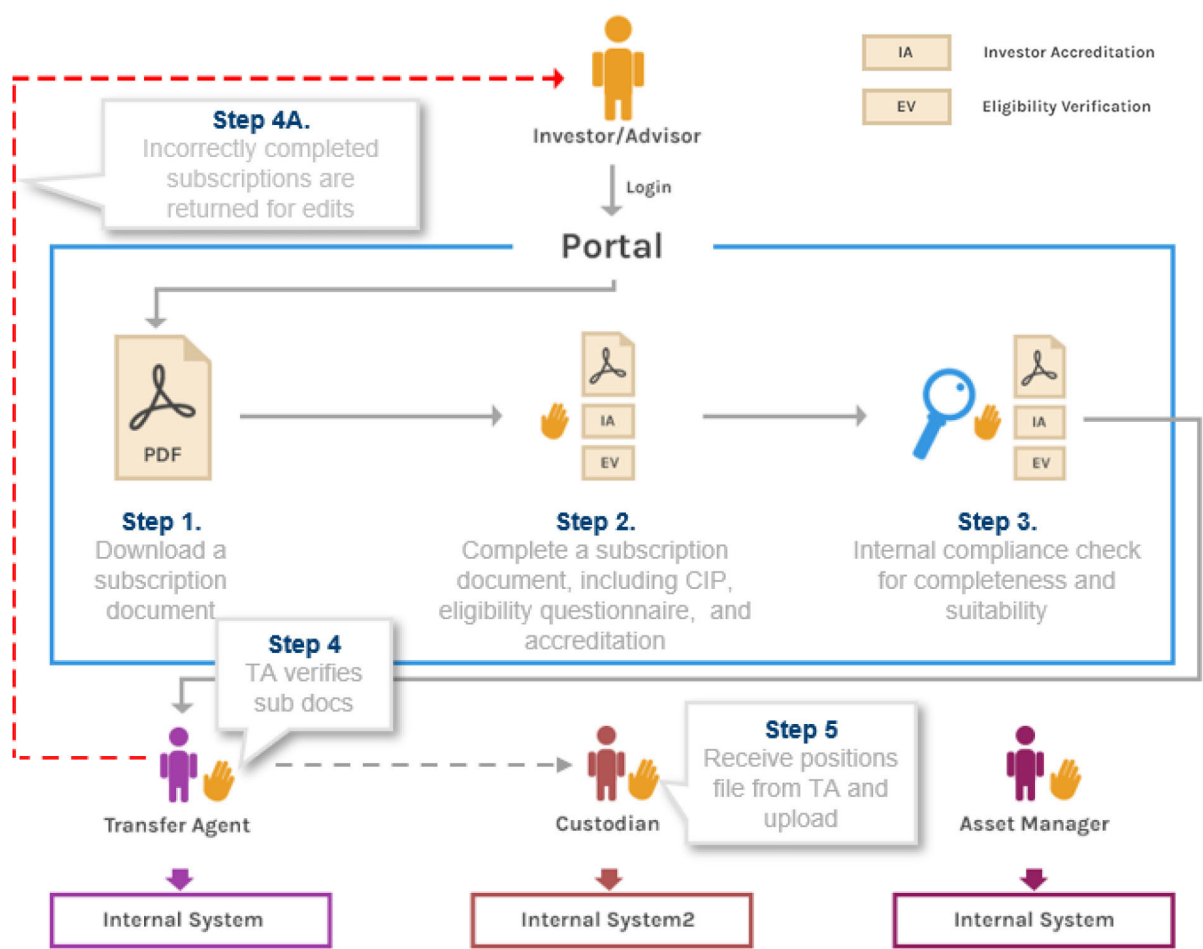 IA
Investor Accreditation
EV
Eligibility Verification
Investor/Advisor
Login
Step 4A.
Incorrectly completed
subscriptions are
returned for edits
Portal
PDF
IA
EV
IA
EV
Step 1.
Download a
subscription
document
Step 2.
Complete a subscription
document, including CIP,
eligibility questionnaire, and
accreditation
Step 3.
Internal compliance check
for completeness and
suitability
Step 4
TA verifies
sub docs
Step 5
Receive positions
file from TA and
upload
Transfer Agent
Custodian
Asset Manager
Internal System
Internal System2
Internal System